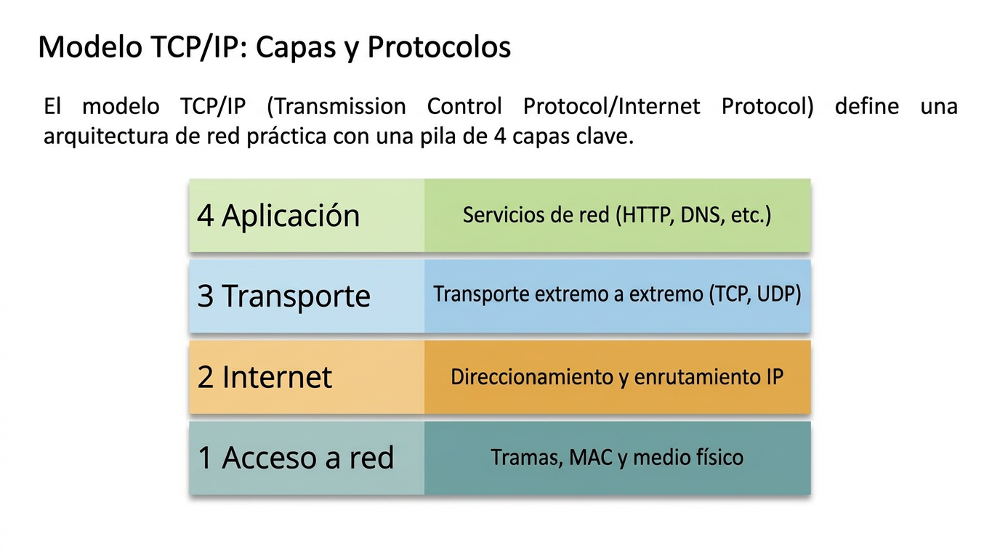 Modelo TCP/IP: Capas y Protocolos
El modelo TCP/IP (Transmission Control Protocol/Internet Protocol) define una
arquitectura de red práctica con una pila de 4 capas clave.
4 Aplicación
Servicios de red (HTTP, DNS, etc.)
3 Transporte
Transporte extremo a extremo (TCP, UDP)
2 Internet
Direccionamiento y enrutamiento IP
1 Acceso a red
Tramas, MAC y medio físico